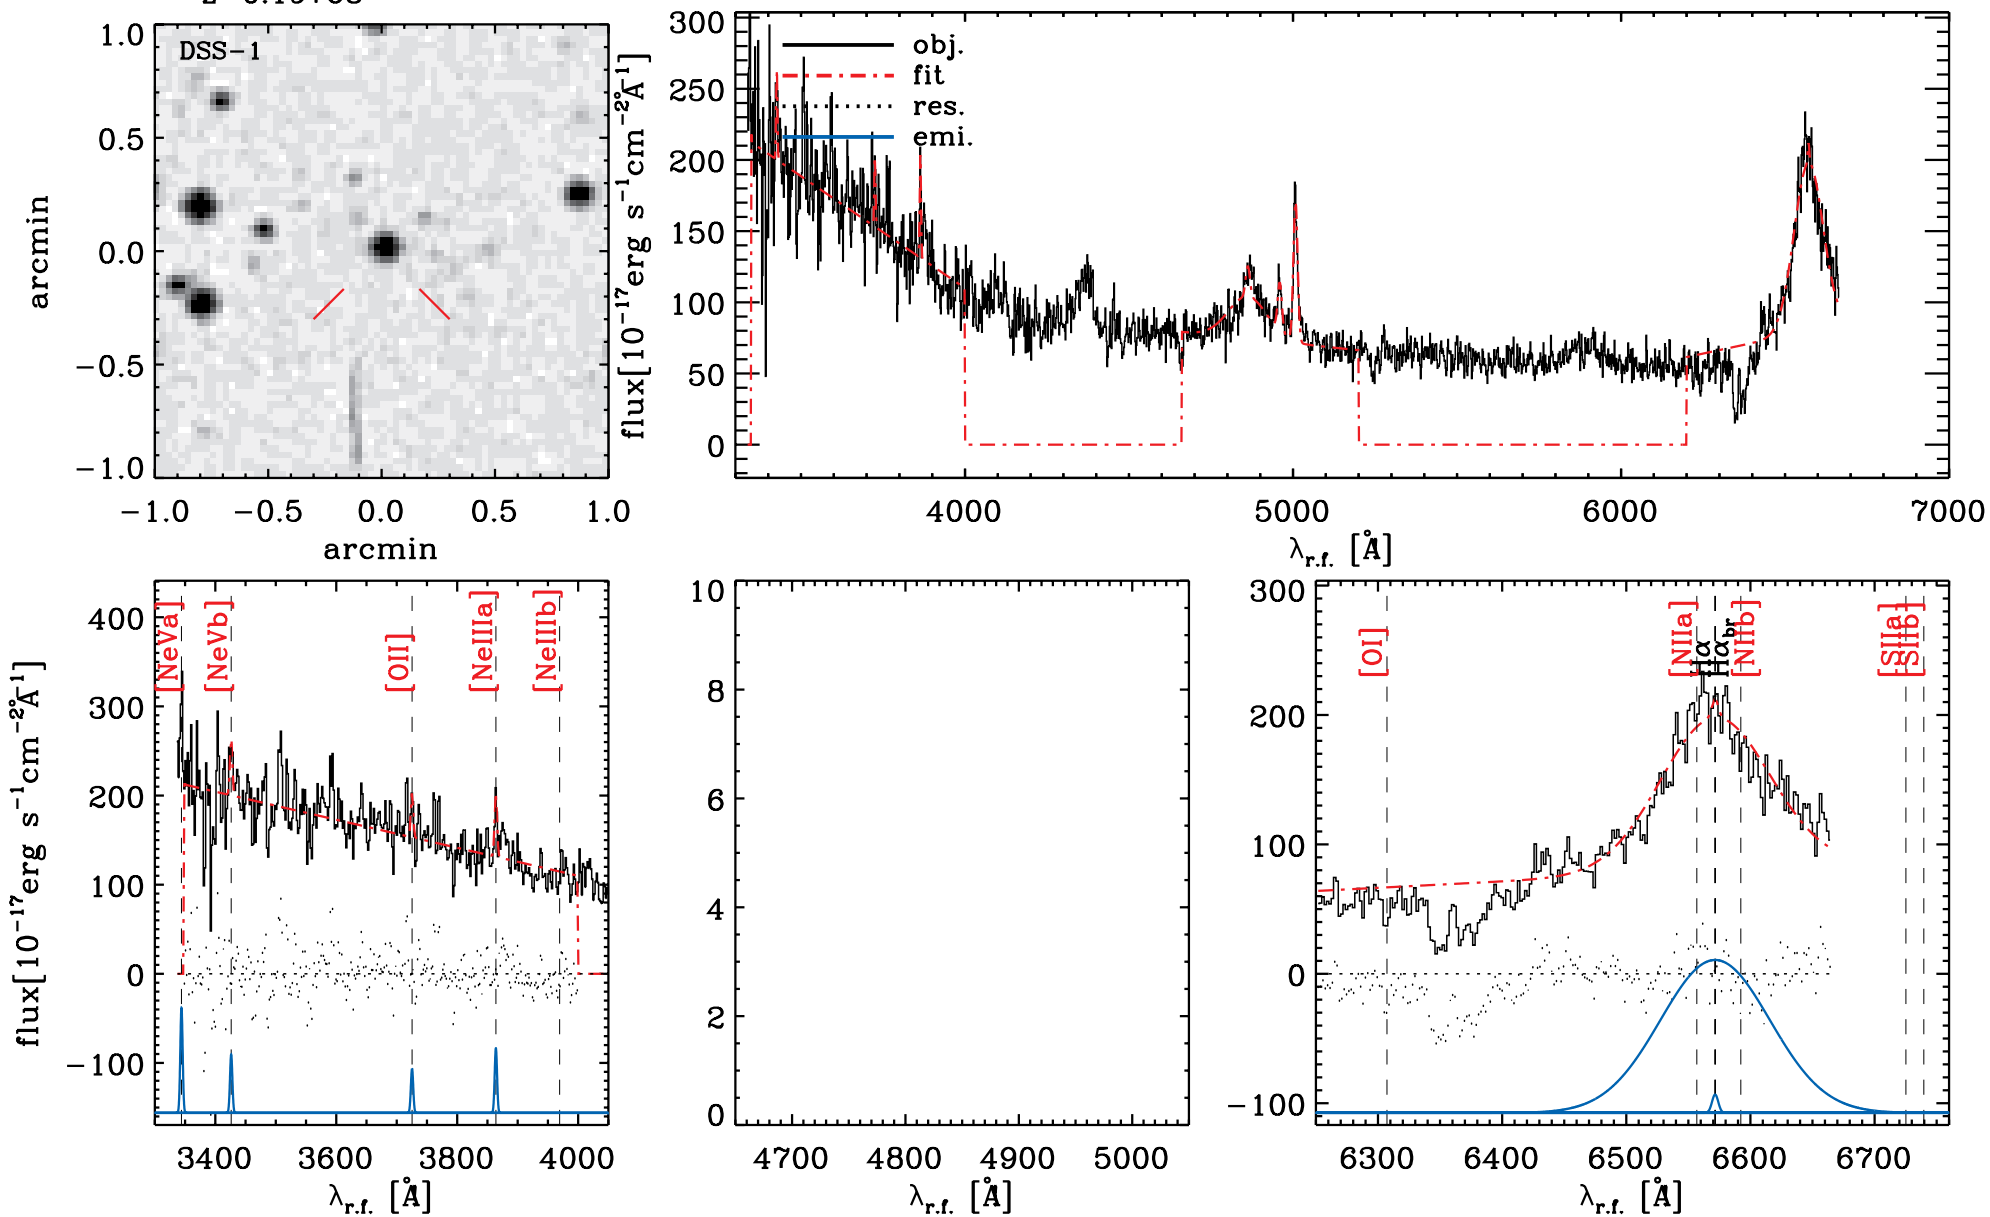 DSS-1
1.0
0.5
0.0
-0.5
-1.0
arcmin
-1.0 -0.5 0.0 0.5 1.0
arcmin
obj.
fit
res.
emi.
300
250
200
150
100
50
0
flux[10⁻¹⁷erg s⁻¹cm⁻²Å⁻¹]
4000 5000 6000 7000
λr.f. [Å]
[NeVa]
[NeVb]
[OII]
[NeIIIa]
[NeIIIb]
400
300
200
100
0
-100
flux[10⁻¹⁷erg s⁻¹cm⁻²Å⁻¹]
3400 3600 3800 4000
λr.f. [Å]
10
8
6
4
2
0
4700 4800 4900 5000
λr.f. [Å]
[OI]
[NIIa]
Hα
Hαbr
[NIIb]
[SIIa]
[SIIb]
300
200
100
0
-100
6300 6400 6500 6600 6700
λr.f. [Å]